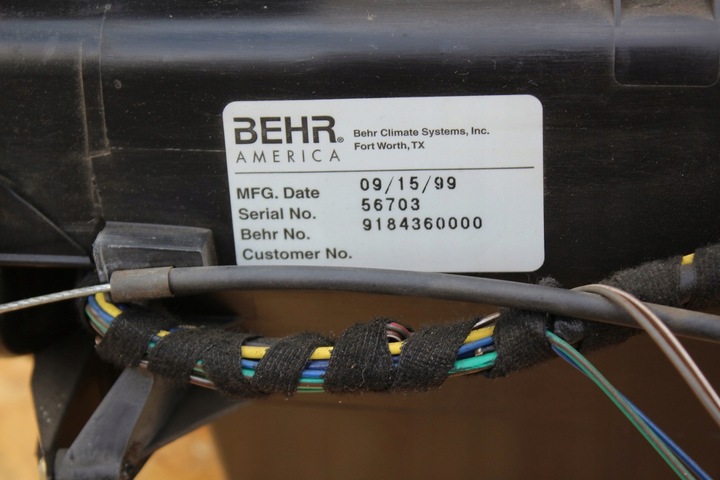 BEHR®
AMERICA
Behr Climate Systems, Inc.
Fort Worth, TX
MFG. Date 09/15/99
Serial No. 56703
Behr No. 9184360000
Customer No.